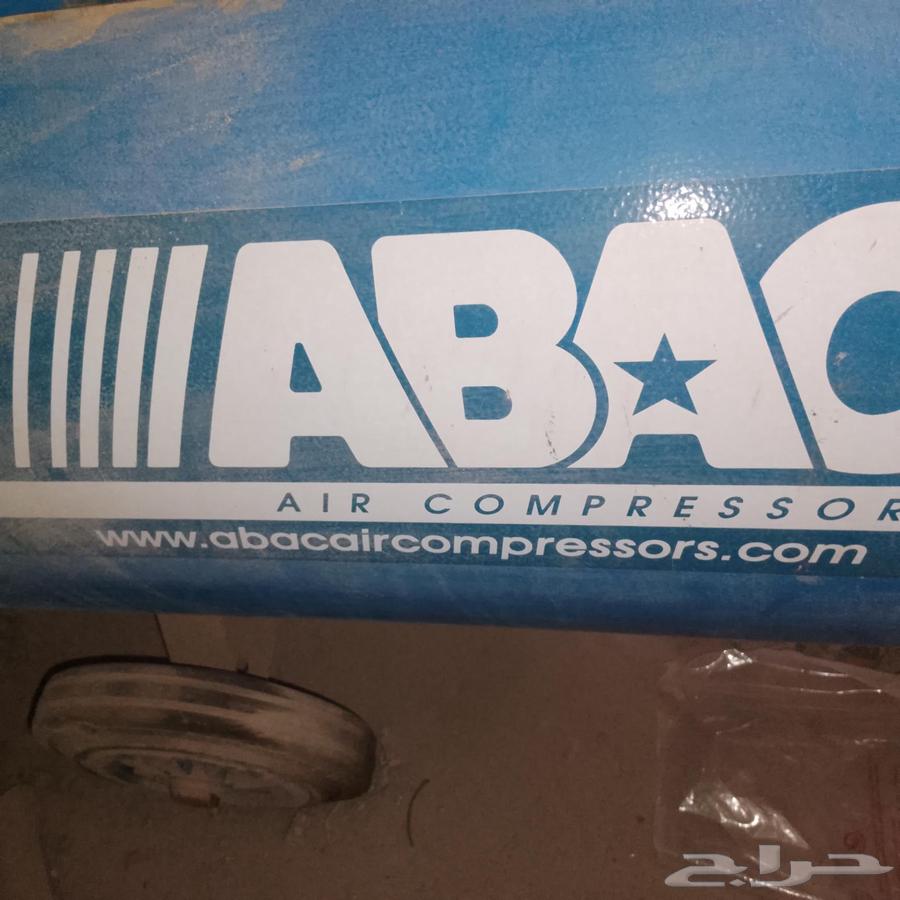 ABAC
AIR COMPRESSOR
www.abacaircompressors.com
حراج